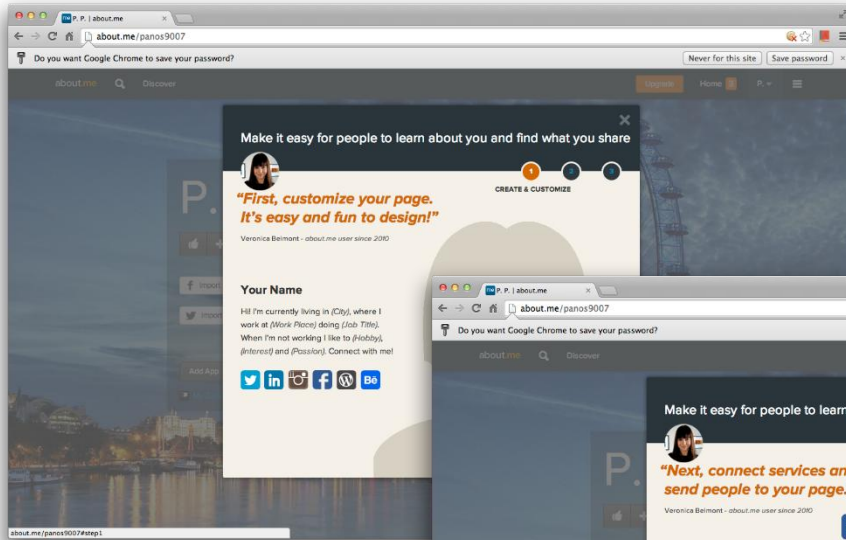 me P. P. | about.me
about.me/panos9007
Do you want Google Chrome to save your password?
Never for this site
Save password
about.me
Discover
Upgrade
Home
P.
Make it easy for people to learn about you and find what you share
1
2
3
CREATE & CUSTOMIZE
"First, customize your page.
It's easy and fun to design!"
Veronica Belmont - about.me user since 2010
P.
Import
Import
Add App
Your Name
Hi! I'm currently living in (City), where I
work at (Work Place) doing (Job Title).
When I'm not working I like to (Hobby),
(Interest) and (Passion). Connect with me!
in
f
Bē
about.me/panos9007#step1
me P. P. | about.me
about.me/panos9007
Do you want Google Chrome to save your password?
about.me
Discover
Make it easy for people to learn
P.
"Next, connect services an
send people to your page.
Veronica Belmont - about.me user since 2010